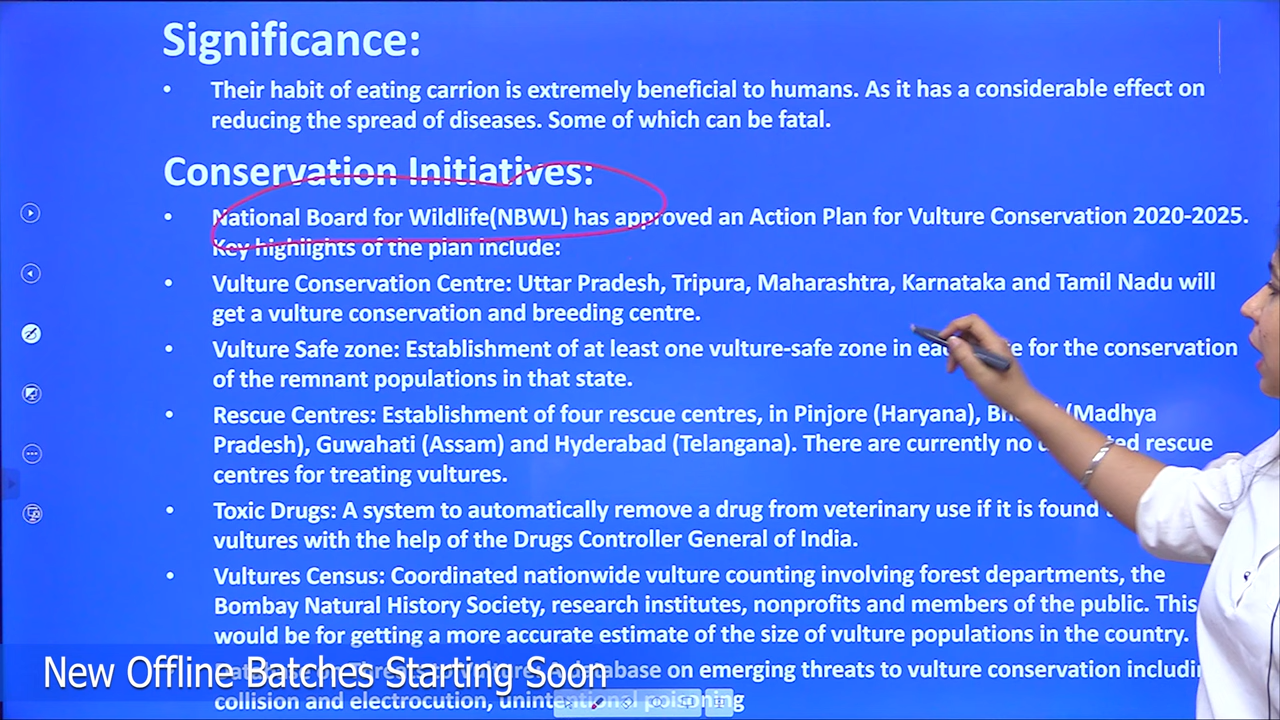 Significance:
• Their habit of eating carrion is extremely beneficial to humans. As it has a considerable effect on
reducing the spread of diseases. Some of which can be fatal.
Conservation Initiatives:
• National Board for Wildlife(NBWL) has approved an Action Plan for Vulture Conservation 2020-2025.
Key highlights of the plan include:
• Vulture Conservation Centre: Uttar Pradesh, Tripura, Maharashtra, Karnataka and Tamil Nadu will
get a vulture conservation and breeding centre.
• Vulture Safe zone: Establishment of at least one vulture-safe zone in for the conservation
of the remnant populations in that state.
• Rescue Centres: Establishment of four rescue centres, in Pinjore (Haryana), (Madhya
Pradesh), Guwahati (Assam) and Hyderabad (Telangana). There are currently no rescue
centres for treating vultures.
• Toxic Drugs: A system to automatically remove a drug from veterinary use if it is found
vultures with the help of the Drugs Controller General of India.
• Vultures Census: Coordinated nationwide vulture counting involving forest departments, the
Bombay Natural History Society, research institutes, nonprofits and members of the public. This
would be for getting a more accurate estimate of the size of vulture populations in the country.
on emerging threats to vulture conservation
collision and electrocution, unintentional poisoning
New Offline Batches Starting Soon